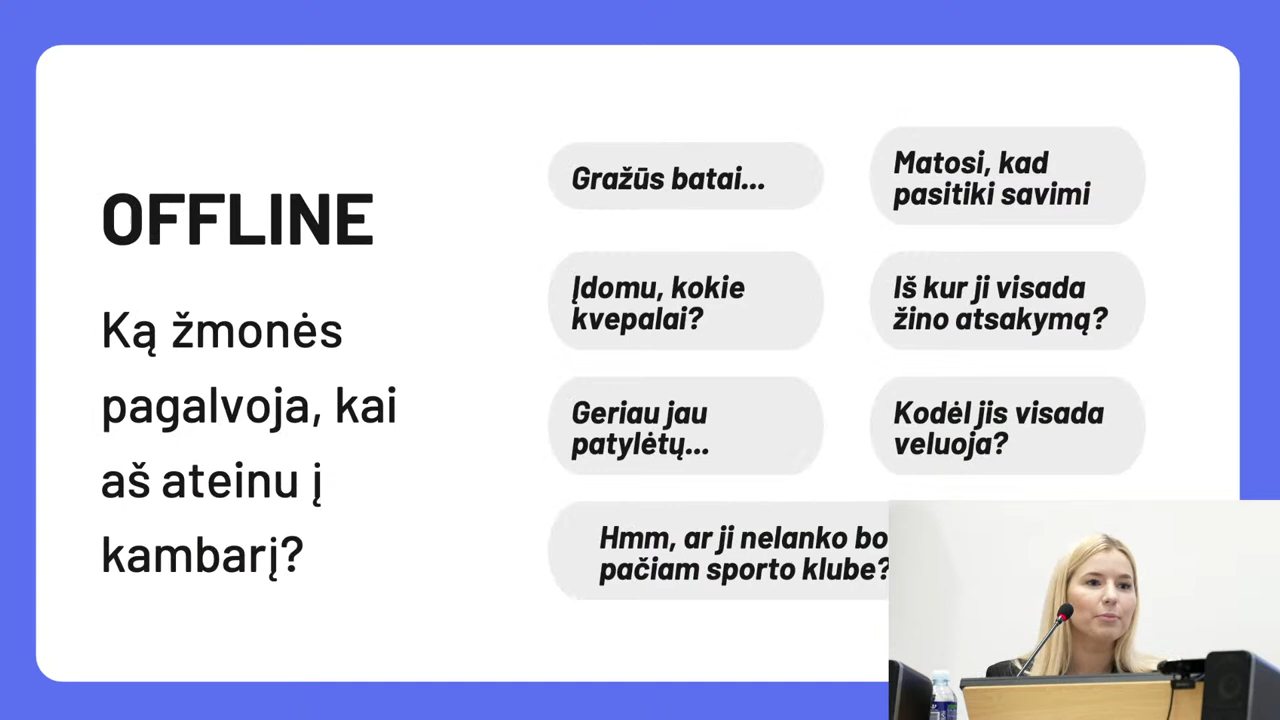 OFFLINE
Ką žmonės
pagalvoja, kai
aš ateinu į
kambarį?
Gražūs batai...
Matosi, kad
pasitiki savimi
Įdomu, kokie
kvepalai?
Iš kur ji visada
žino atsakymą?
Geriau jau
patylėtų...
Kodėl jis visada
veluoja?
Hmm, ar ji nelanko
pačiam sporto klube?